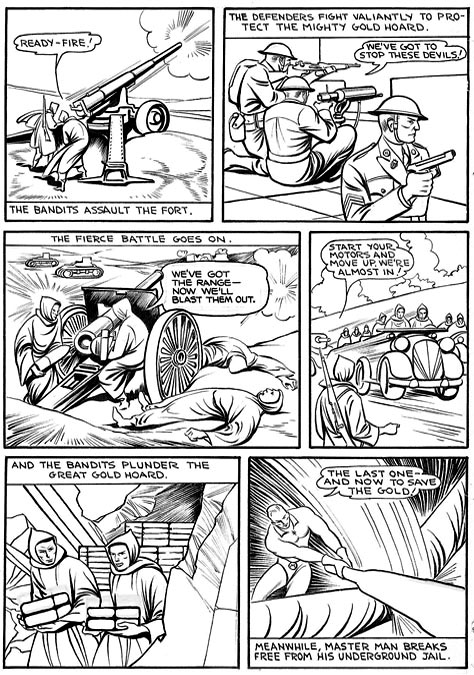 READY-FIRE!
THE BANDITS ASSAULT THE FORT.
THE DEFENDERS FIGHT VALIANTLY TO PRO-
TECT THE MIGHTY GOLD HOARD.
WE'VE GOT TO
STOP THESE DEVILS!
THE FIERCE BATTLE GOES ON.
WE'VE GOT
THE RANGE—
NOW WE'LL
BLAST THEM OUT.
START YOUR
MOTORS AND
MOVE UP, WE'RE
ALMOST IN!
AND THE BANDITS PLUNDER THE
GREAT GOLD HOARD.
THE LAST ONE—
AND NOW TO SAVE
THE GOLD!
MEANWHILE, MASTER MAN BREAKS
FREE FROM HIS UNDERGROUND JAIL.